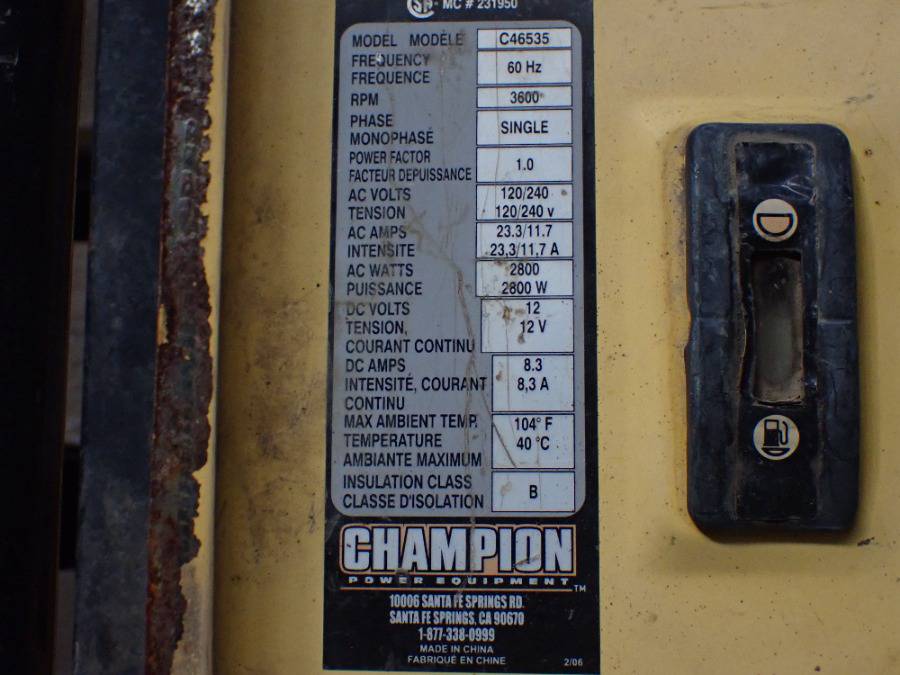 MC # 231950
MODEL MODÈLE C46535
FREQUENCY
FREQUENCE 60 Hz
RPM 3600
PHASE
MONOPHASÉ SINGLE
POWER FACTOR
FACTEUR DEPUISSANCE 1.0
AC VOLTS 120/240
TENSION 120/240 v
AC AMPS 23.3/11.7
INTENSITE 23,3/11,7 A
AC WATTS 2800
PUISSANCE 2800 W
DC VOLTS 12
TENSION, 12 V
COURANT CONTINU
DC AMPS 8.3
INTENSITÉ, COURANT 8,3 A
CONTINU
MAX AMBIENT TEMP. 104° F
TEMPERATURE 40 °C
AMBIANTE MAXIMUM
INSULATION CLASS
CLASSE D'ISOLATION B
CHAMPION
POWER EQUIPMENT TM
10006 SANTA FE SPRINGS RD.
SANTA FE SPRINGS, CA 90670
1-877-338-0999
MADE IN CHINA
FABRIQUÉ EN CHINE 2/06